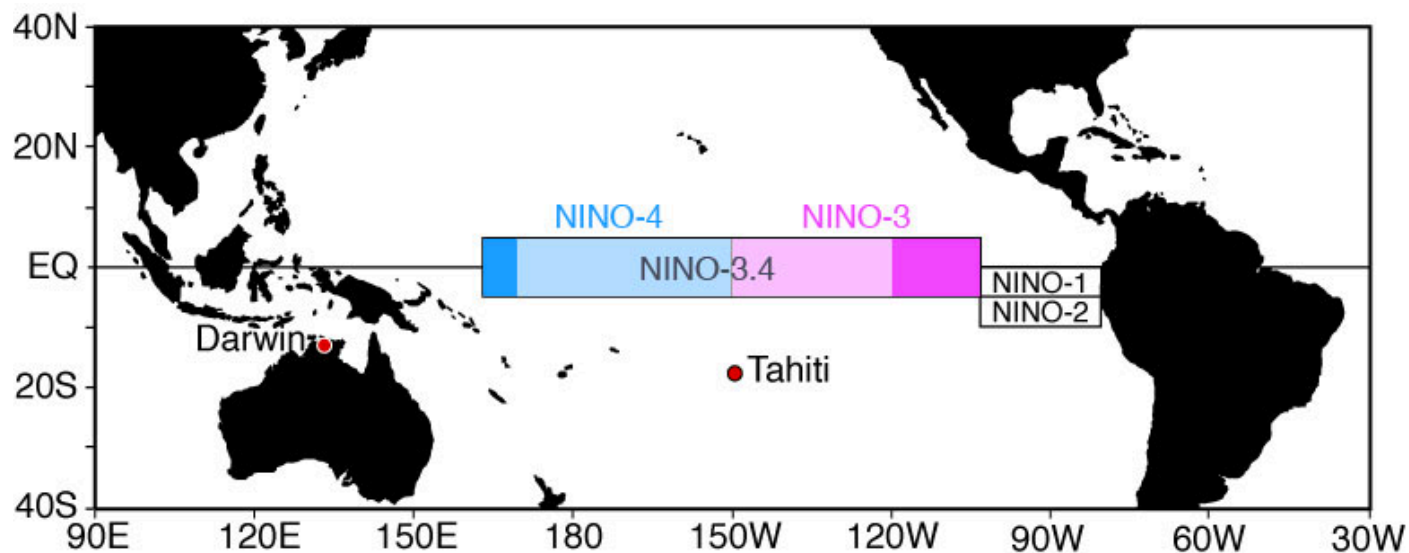 40N
20N
NINO-4
NINO-3
EQ
NINO-3.4
NINO-1
NINO-2
Darwin
Tahiti
20S
40S
90E 120E 150E 180 150W 120W 90W 60W 30W